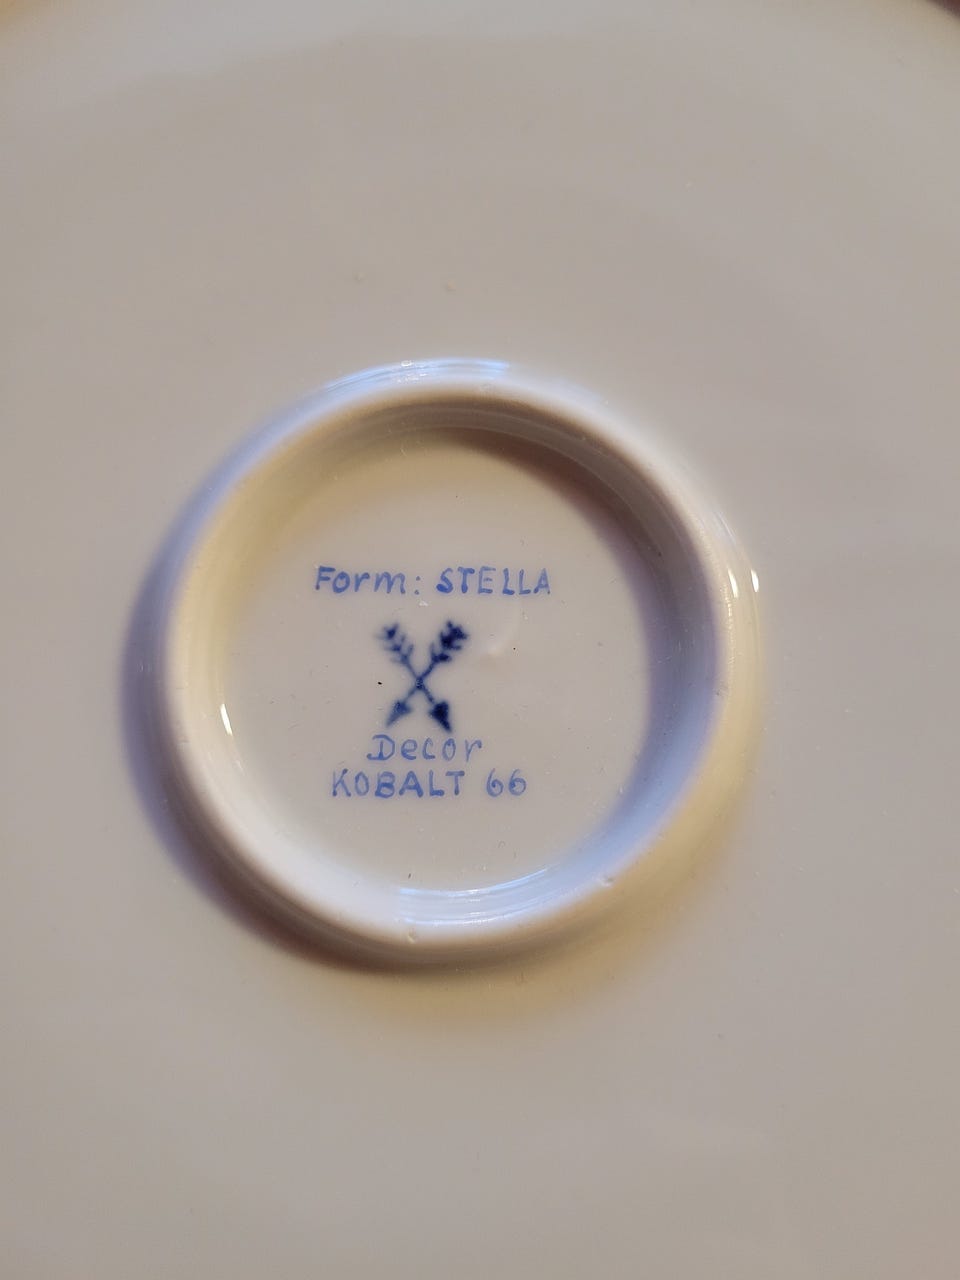 Form: STELLA
Decor
KOBALT 66